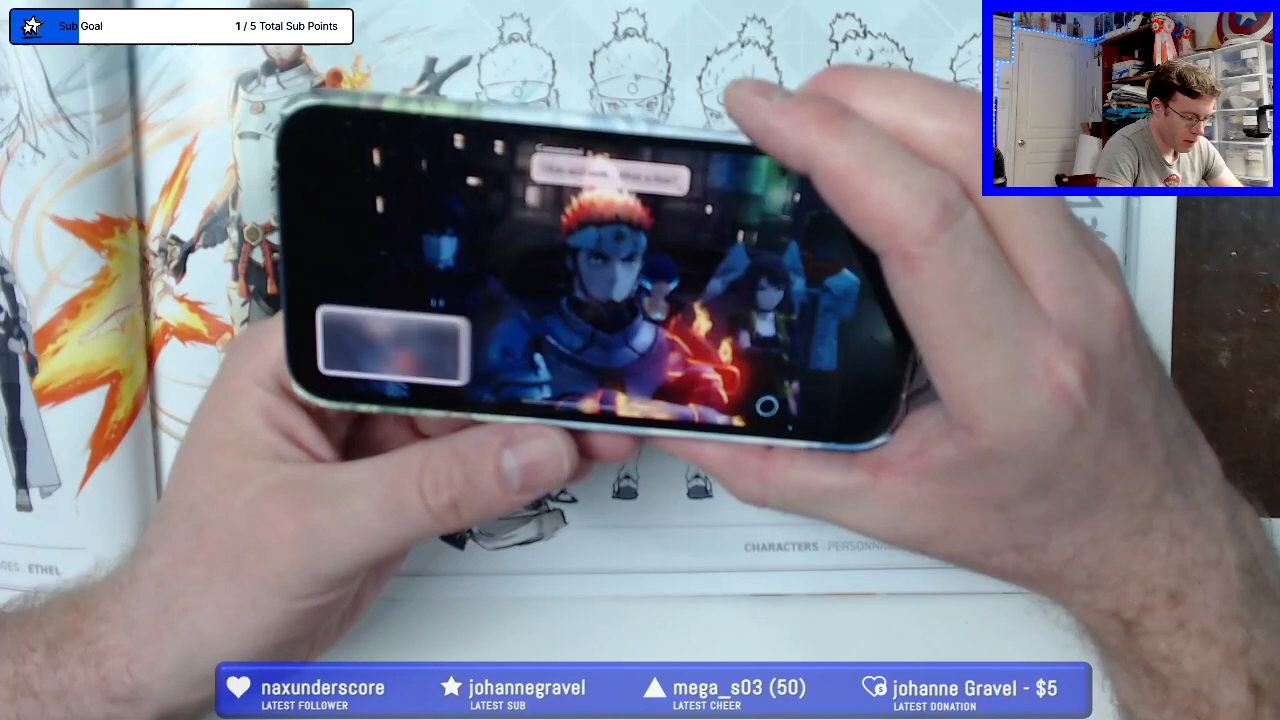 Sub Goal
1 / 5 Total Sub Points
ETHEL
CHARACTERS
naxunderscore
LATEST FOLLOWER
johannegravel
LATEST SUB
mega_s03 (50)
LATEST CHEER
johanne Gravel - $5
LATEST DONATION